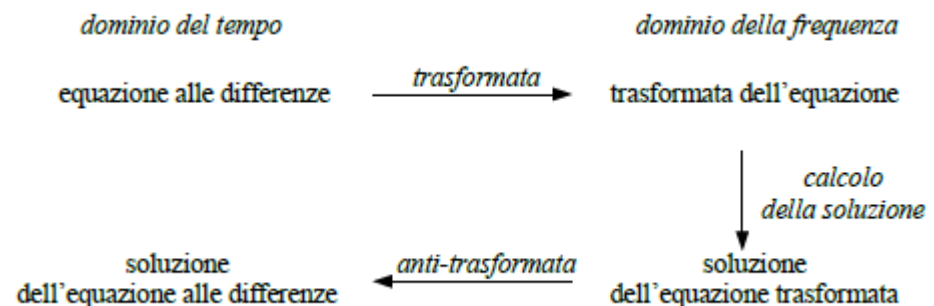 dominio del tempo
dominio della frequenza
equazione alle differenze
trasformata
trasformata dell'equazione
calcolo
della soluzione
soluzione
dell'equazione alle differenze
anti-trasformata
soluzione
dell'equazione trasformata